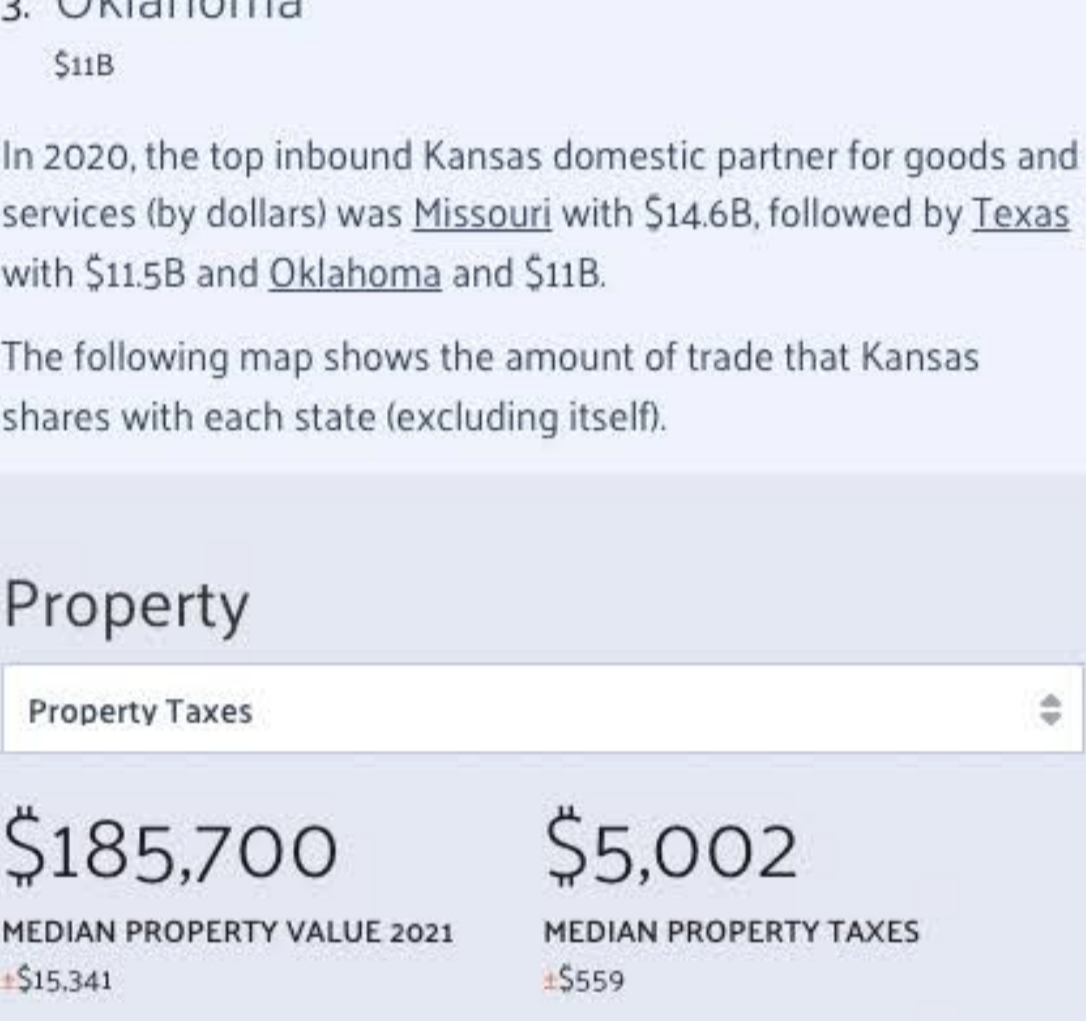 3. Oklahoma
$11B
In 2020, the top inbound Kansas domestic partner for goods and
services (by dollars) was Missouri with $14.6B, followed by Texas
with $11.5B and Oklahoma and $11B.
The following map shows the amount of trade that Kansas
shares with each state (excluding itself).
Property
Property Taxes
$185,700 $5,002
MEDIAN PROPERTY VALUE 2021 MEDIAN PROPERTY TAXES
±$15,341 ±$559